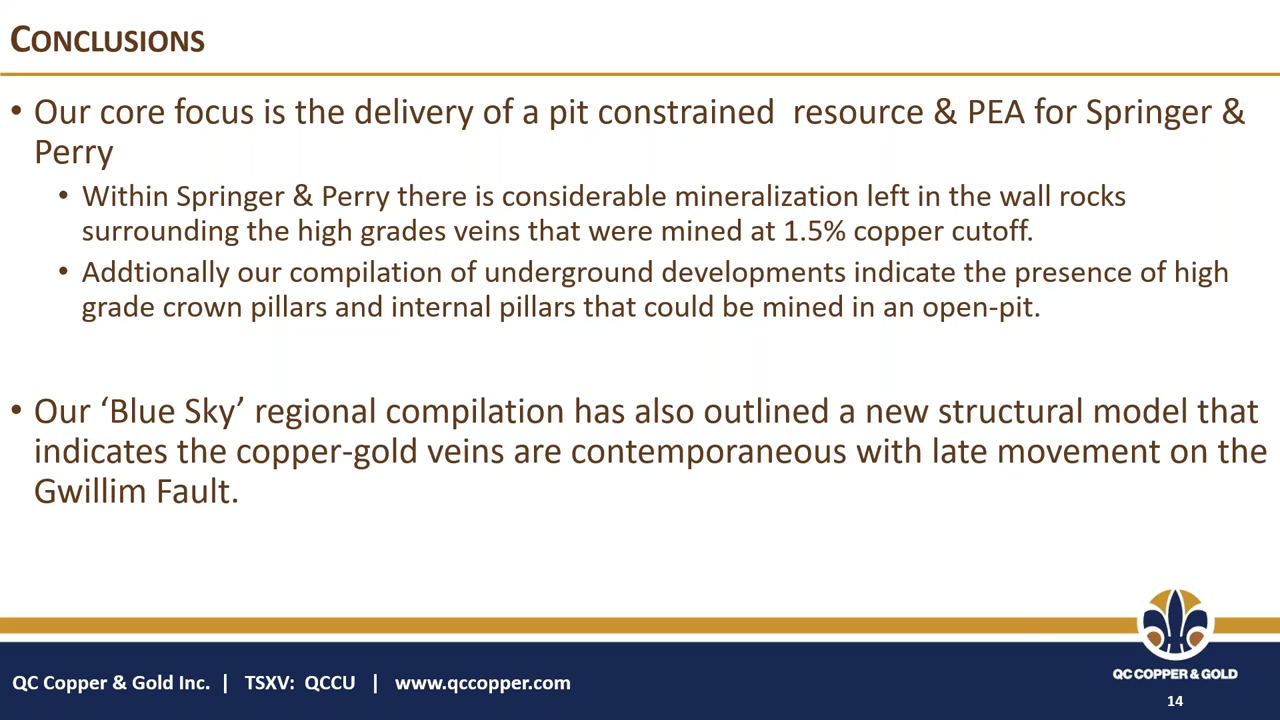 CONCLUSIONS
• Our core focus is the delivery of a pit constrained  resource & PEA for Springer &
Perry
• Within Springer & Perry there is considerable mineralization left in the wall rocks
surrounding the high grades veins that were mined at 1.5% copper cutoff.
• Addtionally our compilation of underground developments indicate the presence of high
grade crown pillars and internal pillars that could be mined in an open-pit.
• Our ‘Blue Sky’ regional compilation has also outlined a new structural model that
indicates the copper-gold veins are contemporaneous with late movement on the
Gwillim Fault.
QC Copper & Gold Inc. | TSXV: QCCU | www.qccopper.com
QC COPPER & GOLD
14